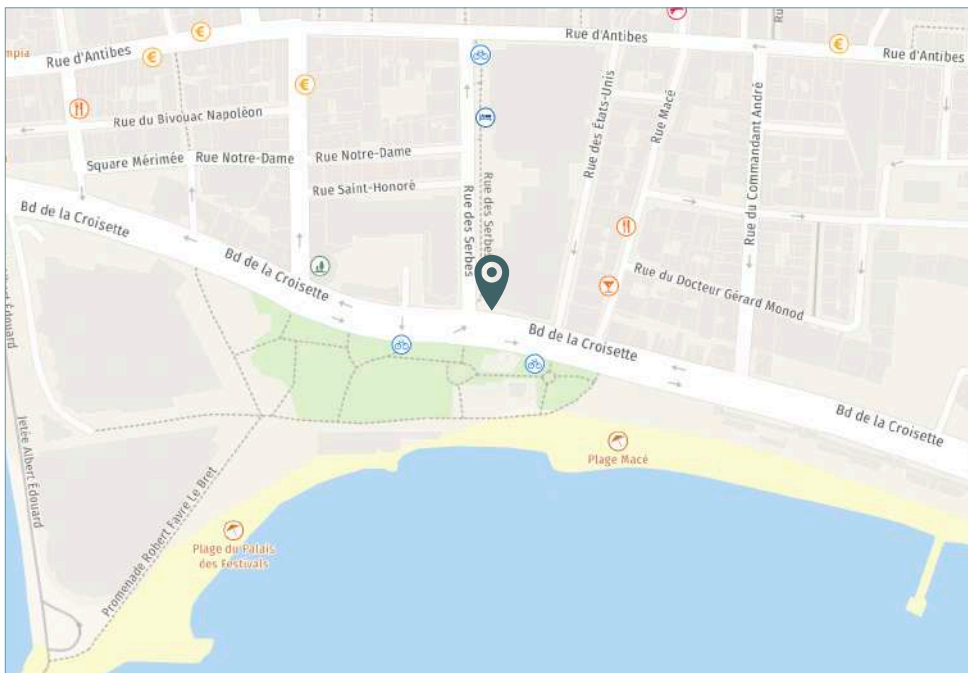 Rue d'Antibes
Rue d'Antibes
Rue d'Antibes
mpia
€
€
€
€
Rue du Bivouac Napoléon
Square Mérimée
Rue Notre-Dame
Rue Notre-Dame
Rue Saint-Honoré
Rue des Serbes
Rue des Serbes
Rue des États-Unis
Rue Macé
Rue du Commandant André
Rue du Docteur Gérard Monod
Bd de la Croisette
Bd de la Croisette
Bd de la Croisette
Bd de la Croisette
Jetée Albert Édouard
Promenade Robert Favre Le Bret
Plage Macé
Plage du Palais
des Festivals